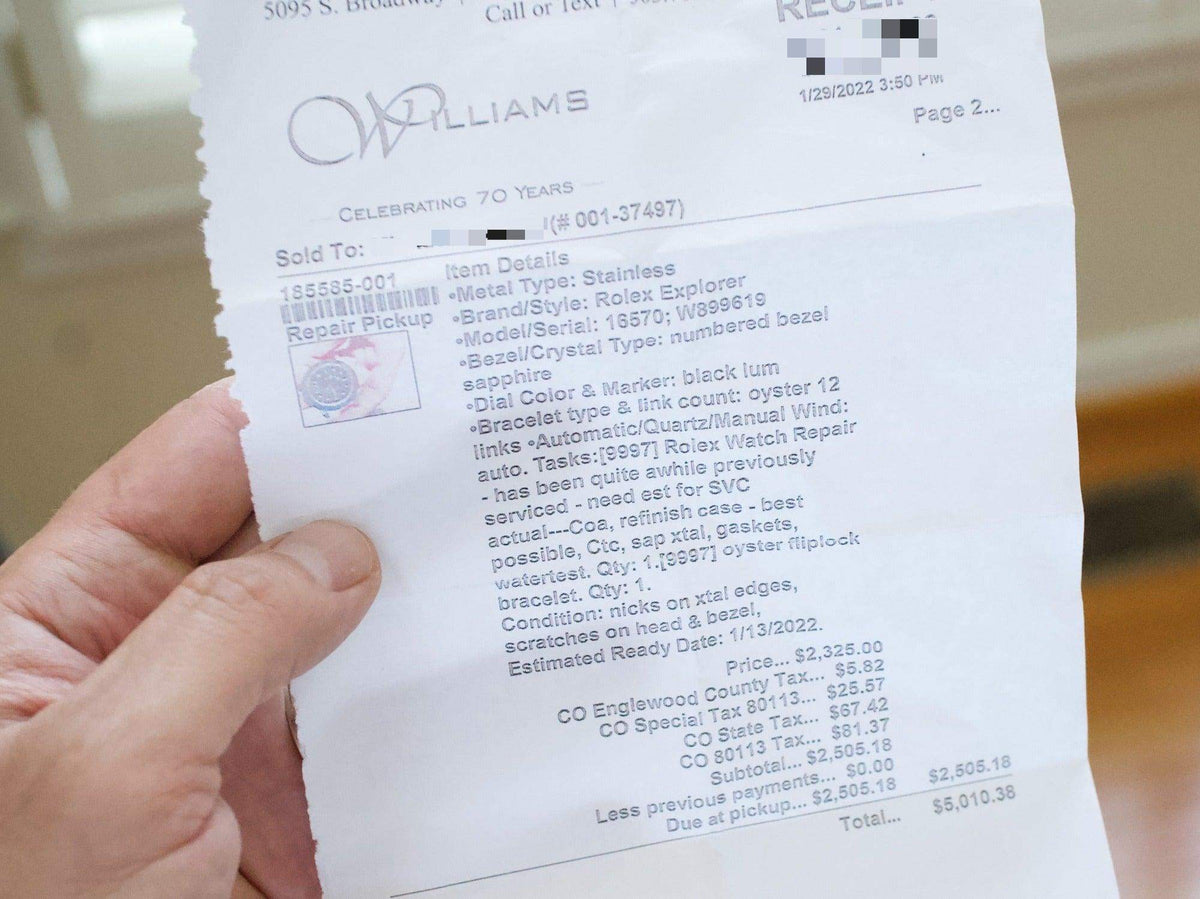 5095 S. Broadway
Call or Text
RECEIPT
1/29/2022 3:50 PM
Page 2...
WILLIAMS
CELEBRATING 70 YEARS
Sold To: (# 001-37497)
185585-001
Repair Pickup
Item Details
•Metal Type: Stainless
•Brand/Style: Rolex Explorer
•Model/Serial: 16570; W899619
•Bezel/Crystal Type: numbered bezel
sapphire
•Dial Color & Marker: black lum
•Bracelet type & link count: oyster 12
links •Automatic/Quartz/Manual Wind:
auto. Tasks:[9997] Rolex Watch Repair
- has been quite awhile previously
serviced - need est for SVC
actual---Coa, refinish case - best
possible, Ctc, sap xtal, gaskets,
watertest. Qty: 1.[9997] oyster fliplock
bracelet. Qty: 1.
Condition: nicks on xtal edges,
scratches on head & bezel,
Estimated Ready Date: 1/13/2022.
Price... $2,325.00
CO Englewood County Tax... $5.82
CO Special Tax 80113... $25.57
CO State Tax... $67.42
CO 80113 Tax... $81.37
Subtotal... $2,505.18
Less previous payments... $0.00
Due at pickup... $2,505.18 $2,505.18
Total... $5,010.38